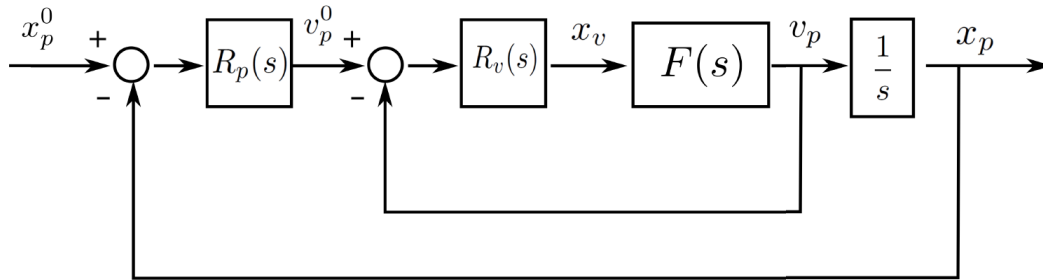 x_p^0
+
−
R_p(s)
v_p^0
+
−
R_v(s)
x_v
F(s)
v_p
1/s
x_p